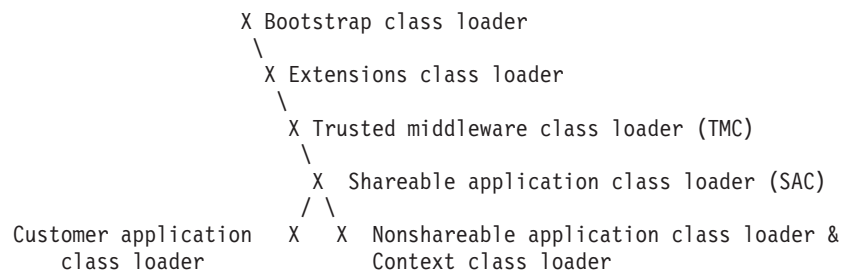 X Bootstrap class loader
\
X Extensions class loader
\
X Trusted middleware class loader (TMC)
\
X Shareable application class loader (SAC)
/ \
Customer application X X Nonshareable application class loader &
class loader Context class loader